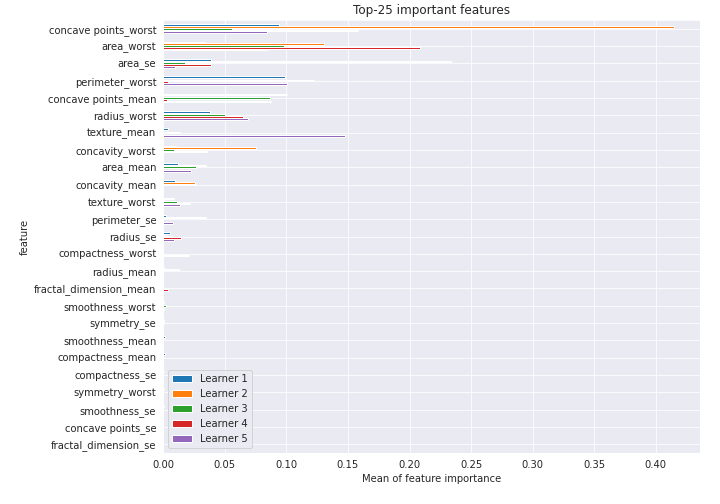 Top-25 important features
concave points_worst
area_worst
area_se
perimeter_worst
concave points_mean
radius_worst
texture_mean
concavity_worst
area_mean
concavity_mean
texture_worst
perimeter_se
radius_se
compactness_worst
radius_mean
fractal_dimension_mean
smoothness_worst
symmetry_se
smoothness_mean
compactness_mean
compactness_se
symmetry_worst
smoothness_se
concave points_se
fractal_dimension_se
feature
Learner 1
Learner 2
Learner 3
Learner 4
Learner 5
0.00 0.05 0.10 0.15 0.20 0.25 0.30 0.35 0.40
Mean of feature importance